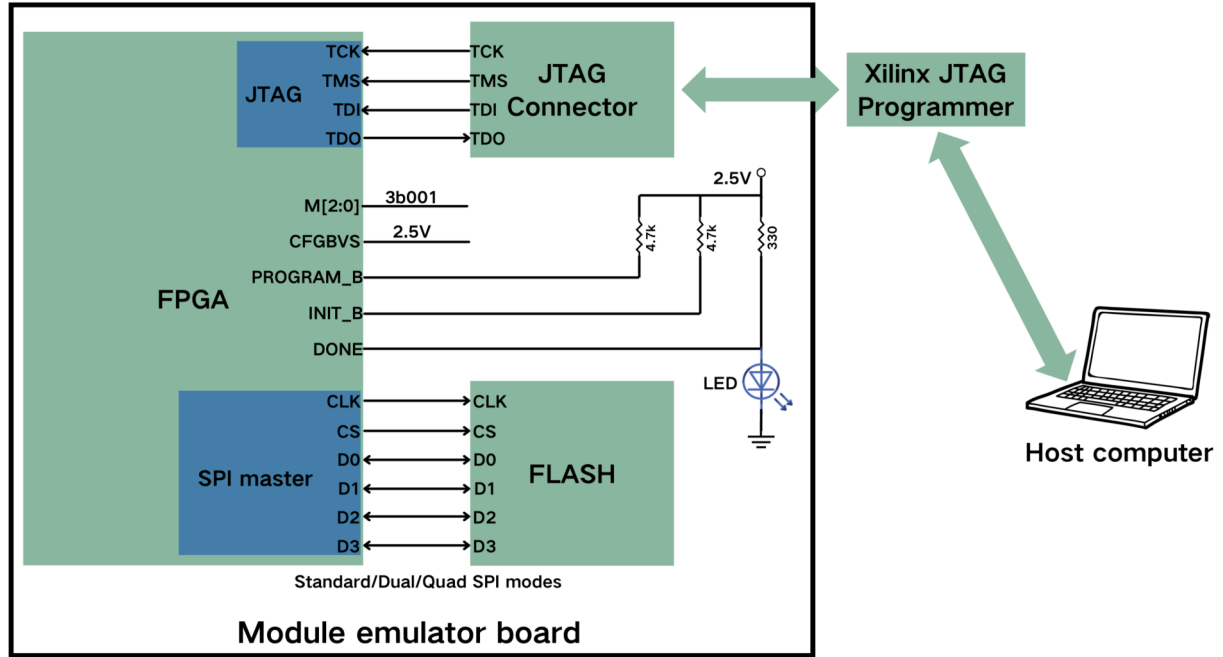 TCK
TMS
TDI
TDO
JTAG
TCK
TMS
TDI
TDO
JTAG
Connector
Xilinx JTAG
Programmer
M[2:0]
3b001
CFGBVS
2.5V
PROGRAM_B
INIT_B
DONE
FPGA
2.5V
4.7k
4.7k
330
LED
CLK
CS
D0
D1
D2
D3
SPI master
CLK
CS
D0
D1
D2
D3
FLASH
Host computer
Standard/Dual/Quad SPI modes
Module emulator board